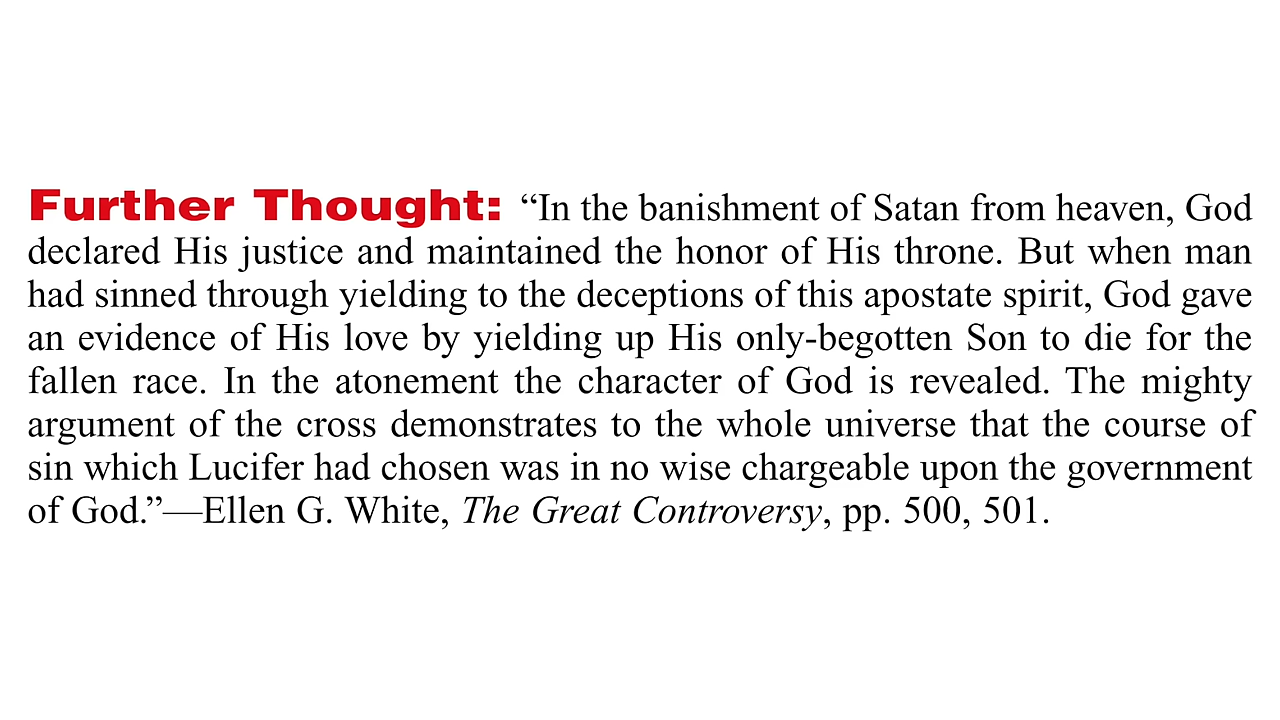 Further Thought: “In the banishment of Satan from heaven, God
declared His justice and maintained the honor of His throne. But when man
had sinned through yielding to the deceptions of this apostate spirit, God gave
an evidence of His love by yielding up His only-begotten Son to die for the
fallen race. In the atonement the character of God is revealed. The mighty
argument of the cross demonstrates to the whole universe that the course of
sin which Lucifer had chosen was in no wise chargeable upon the government
of God.”—Ellen G. White, The Great Controversy, pp. 500, 501.